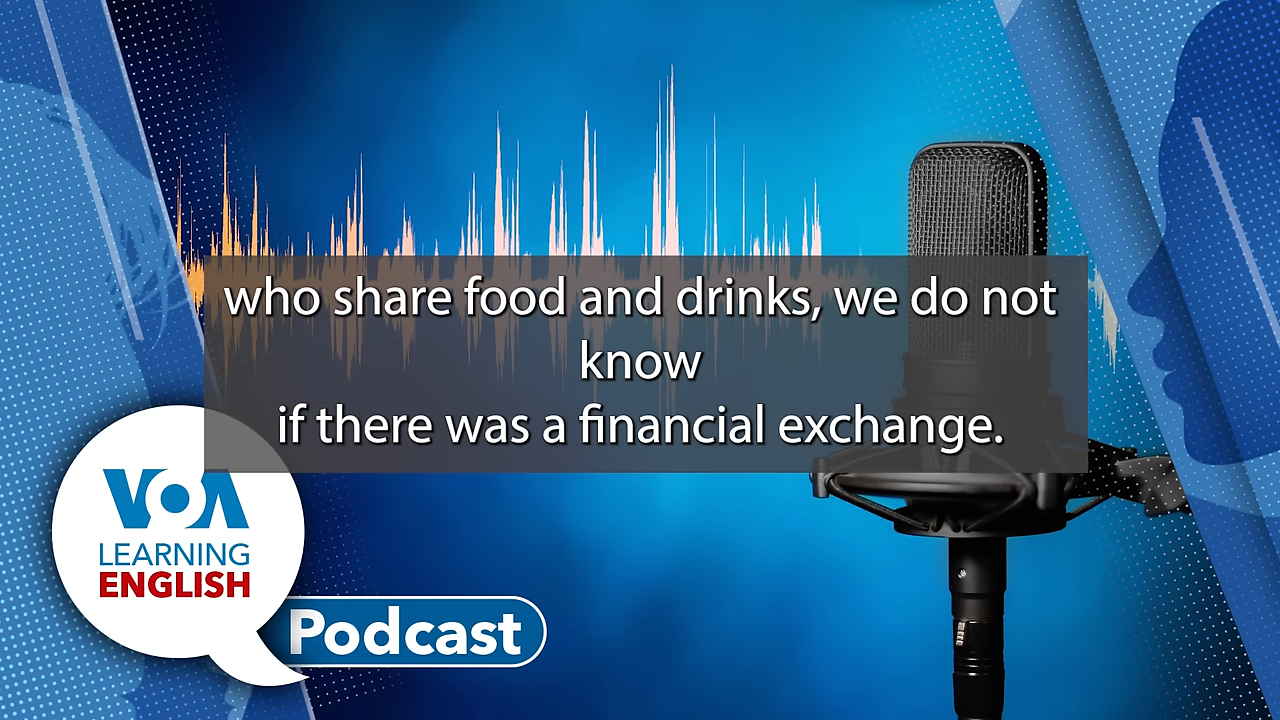 who share food and drinks, we do not
know
if there was a financial exchange.
VOA
LEARNING
ENGLISH
Podcast